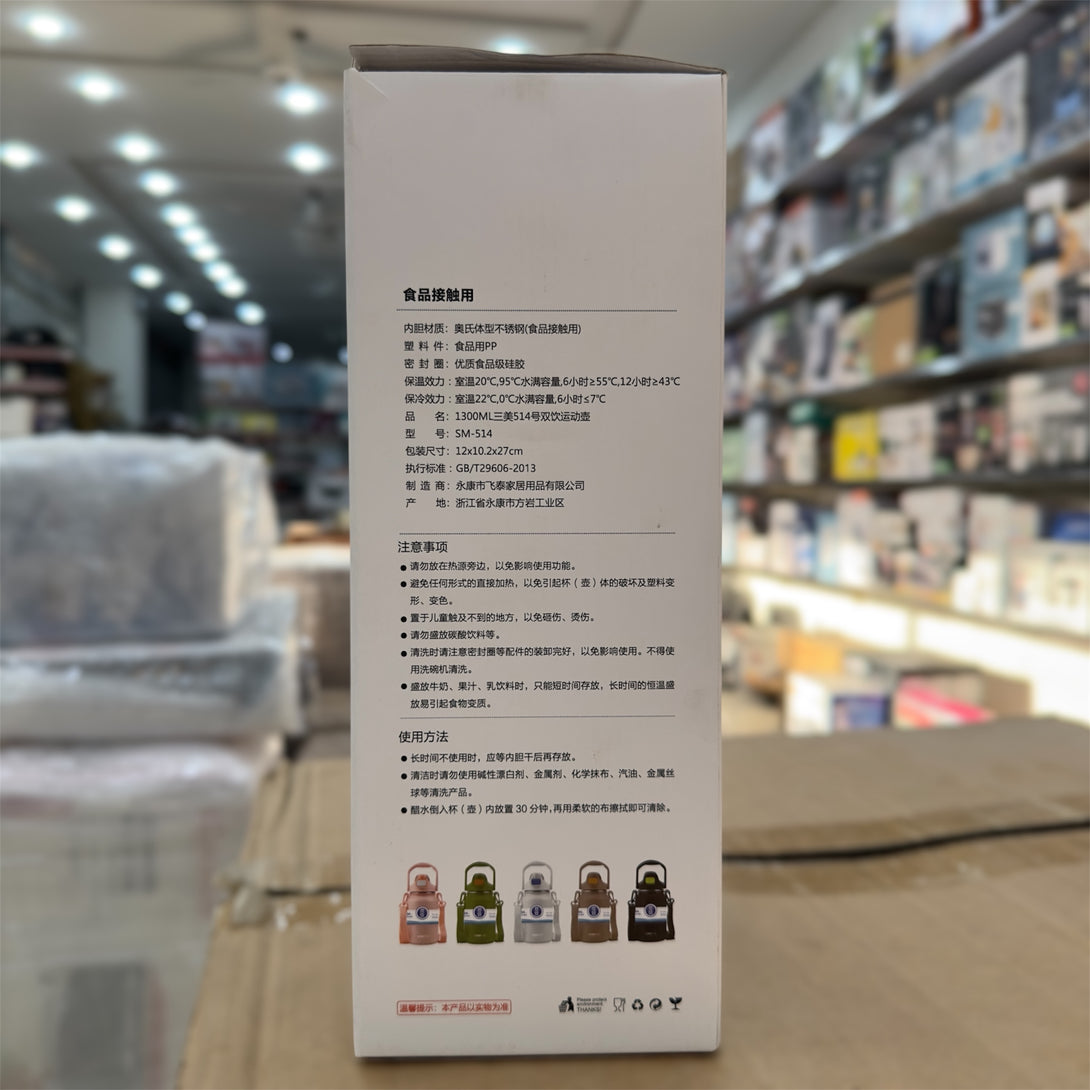 食品接触用
内胆材质：奥氏体型不锈钢(食品接触用)
塑 料 件：食品用PP
密 封 圈：优质食品级硅胶
保温效力：室温20℃,95℃水满容量,6小时≥55℃,12小时≥43℃
保冷效力：室温22℃,0℃水满容量,6小时≤7℃
品 名：1300ML三美514号双饮运动壶
型 号：SM-514
包装尺寸：12x10.2x27cm
执行标准：GB/T29606-2013
制 造 商：永康市飞泰家居用品有限公司
产 地：浙江省永康市方岩工业区
注意事项
● 请勿放在热源旁边，以免影响使用功能。
● 避免任何形式的直接加热，以免引起杯（壶）体的破坏及塑料变
形、变色。
● 置于儿童触及不到的地方，以免砸伤、烫伤。
● 请勿盛放碳酸饮料等。
● 清洗时请注意密封圈等配件的装卸完好，以免影响使用。不得使
用洗碗机清洗。
● 盛放牛奶、果汁、乳饮料时，只能短时间存放，长时间的恒温盛
放易引起食物变质。
使用方法
● 长时间不使用时，应等内胆干后再存放。
● 清洁时请勿使用碱性漂白剂、金属剂、化学抹布、汽油、金属丝
球等清洗产品。
● 醋水倒入杯（壶）内放置 30 分钟,再用柔软的布擦拭即可清除。
温馨提示：本产品以实物为准
Please protect
environment
THANKS!